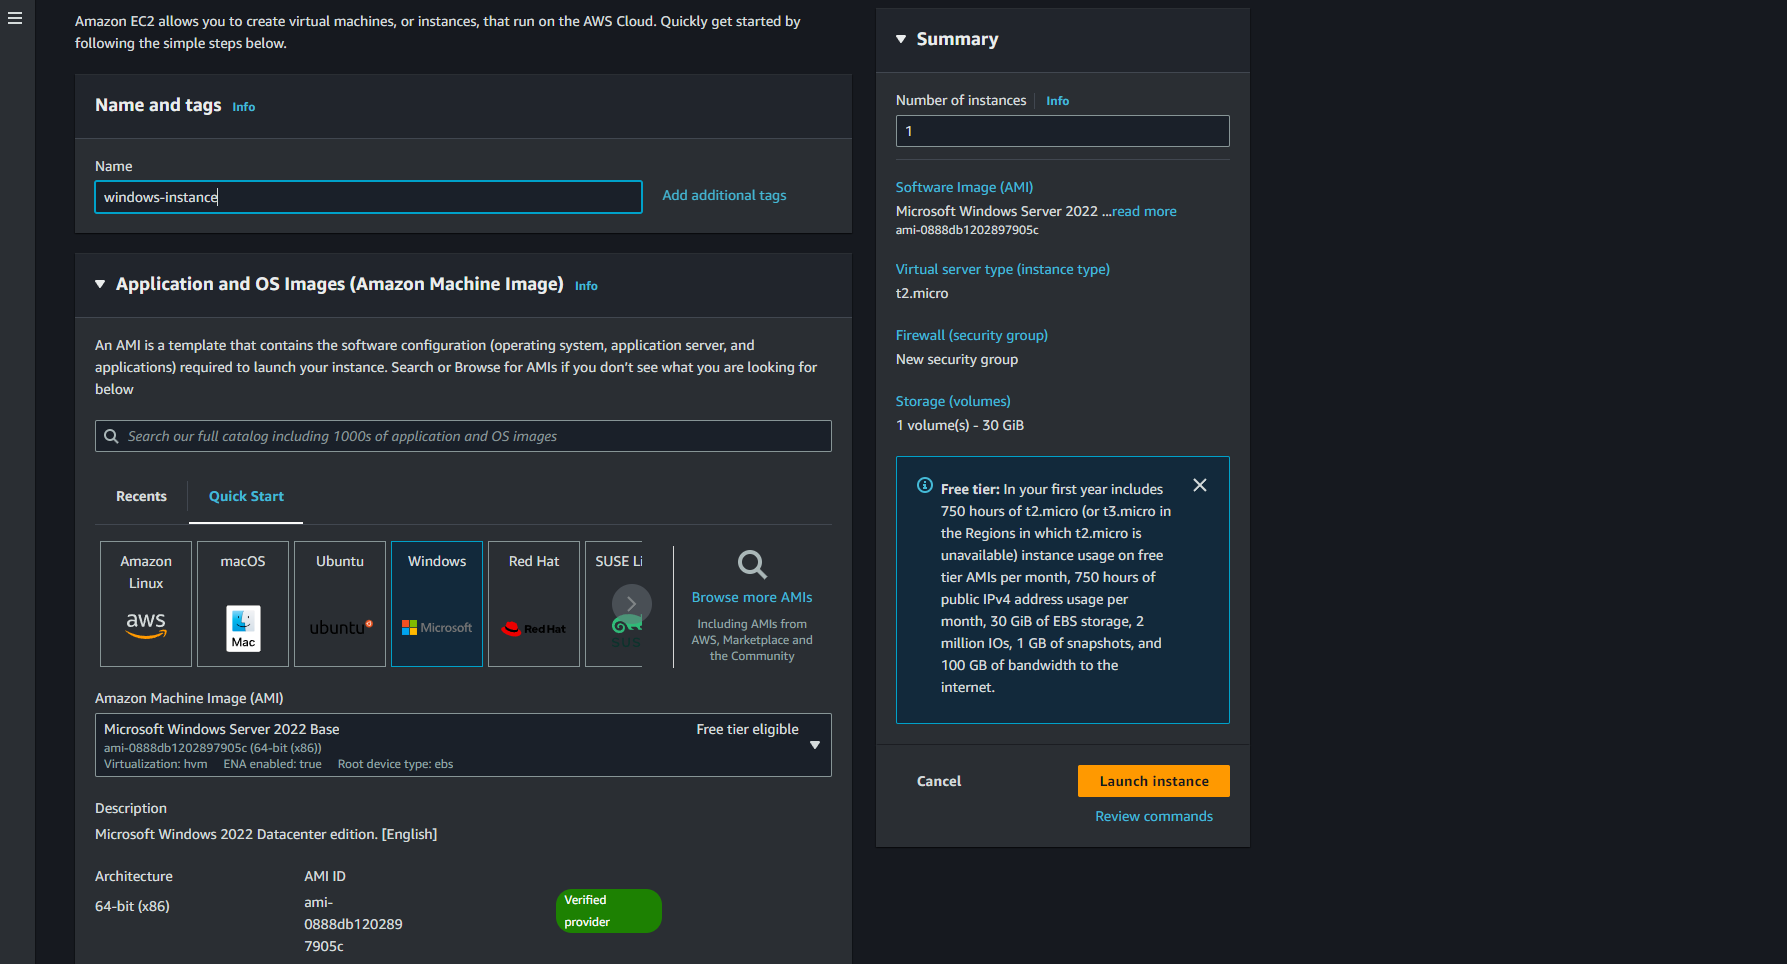 Amazon EC2 allows you to create virtual machines, or instances, that run on the AWS Cloud. Quickly get started by
following the simple steps below.
Name and tags Info
Name
windows-instance
Add additional tags
Application and OS Images (Amazon Machine Image) Info
An AMI is a template that contains the software configuration (operating system, application server, and
applications) required to launch your instance. Search or Browse for AMIs if you don't see what you are looking for
below
Search our full catalog including 1000s of application and OS images
Recents
Quick Start
Amazon
Linux
aws
macOS
Mac
Ubuntu
ubuntu
Windows
Microsoft
Red Hat
Red Hat
SUSE Li
SUS
Browse more AMIs
Including AMIs from
AWS, Marketplace and
the Community
Amazon Machine Image (AMI)
Microsoft Windows Server 2022 Base
Free tier eligible
ami-0888db1202897905c (64-bit (x86))
Virtualization: hvm ENA enabled: true Root device type: ebs
Description
Microsoft Windows 2022 Datacenter edition. [English]
Architecture
64-bit (x86)
AMI ID
ami-
0888db120289
7905c
Verified
provider
Summary
Number of instances Info
1
Software Image (AMI)
Microsoft Windows Server 2022 ...read more
ami-0888db1202897905c
Virtual server type (instance type)
t2.micro
Firewall (security group)
New security group
Storage (volumes)
1 volume(s) - 30 GiB
Free tier: In your first year includes
750 hours of t2.micro (or t3.micro in
the Regions in which t2.micro is
unavailable) instance usage on free
tier AMIs per month, 750 hours of
public IPv4 address usage per
month, 30 GiB of EBS storage, 2
million IOs, 1 GB of snapshots, and
100 GB of bandwidth to the
internet.
Cancel
Launch instance
Review commands